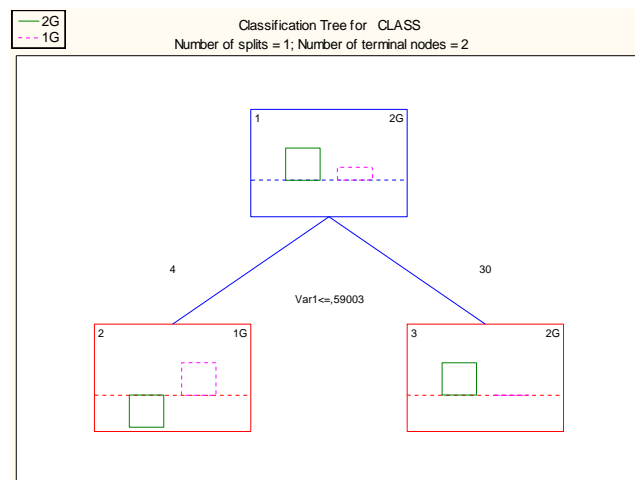 2G
1G
Classification Tree for CLASS
Number of splits = 1; Number of terminal nodes = 2
1 2G
4 30
Var1<=,59003
2 1G 3 2G